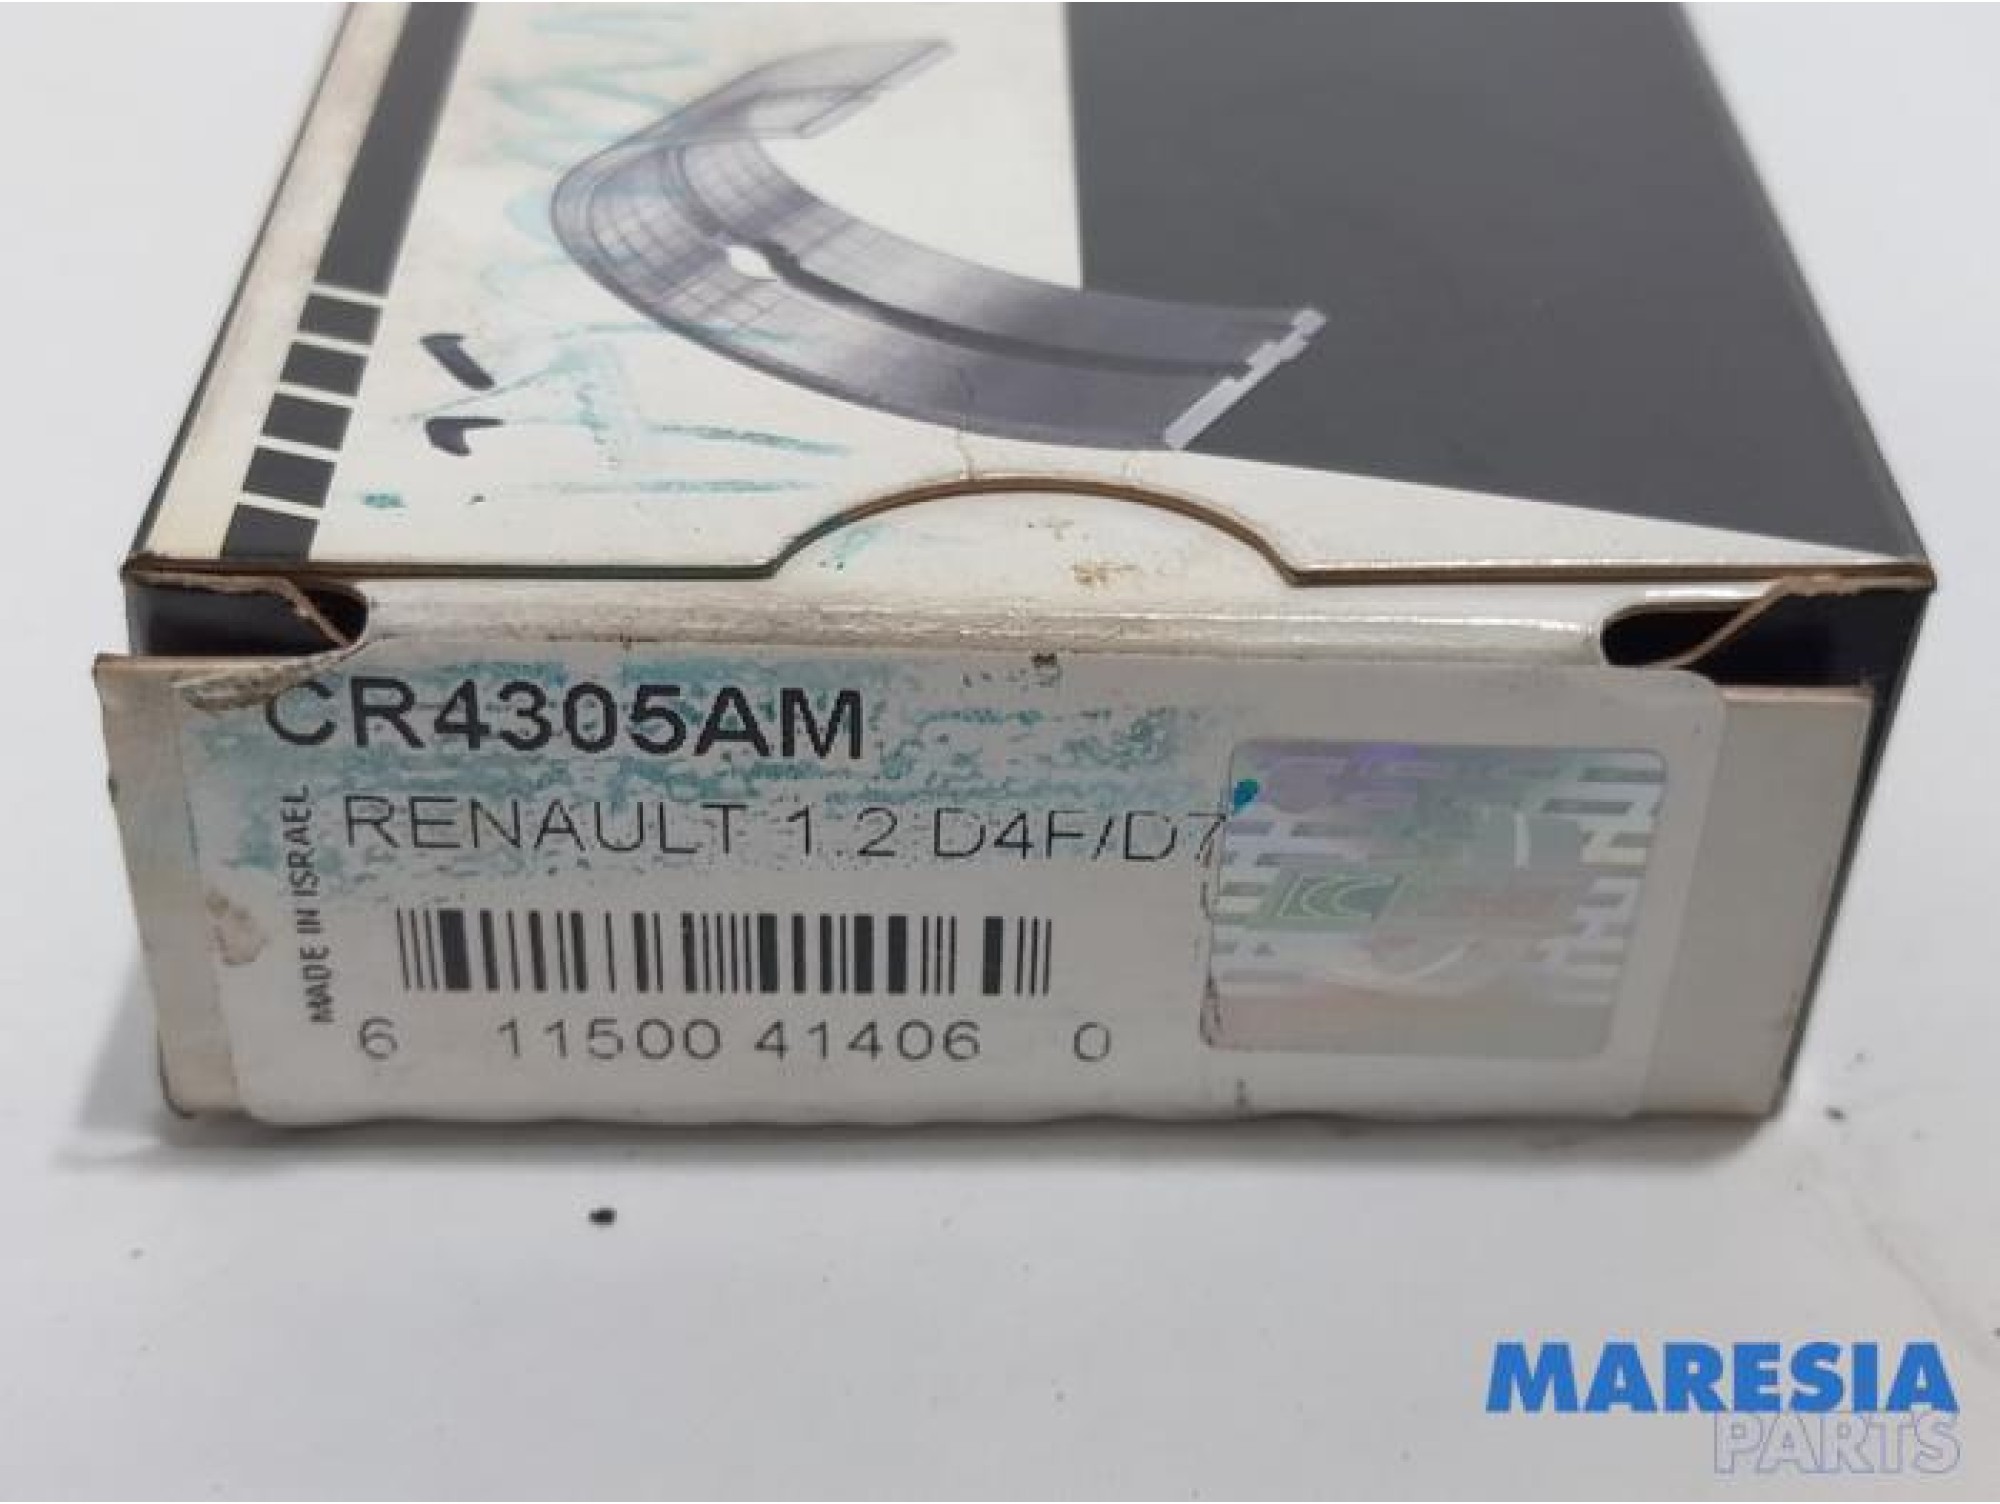 CR4305AM
RENAULT 1.2 D4F/D7
MADE IN ISRAEL
6 11500 41406 0
MARESIA
PARTS